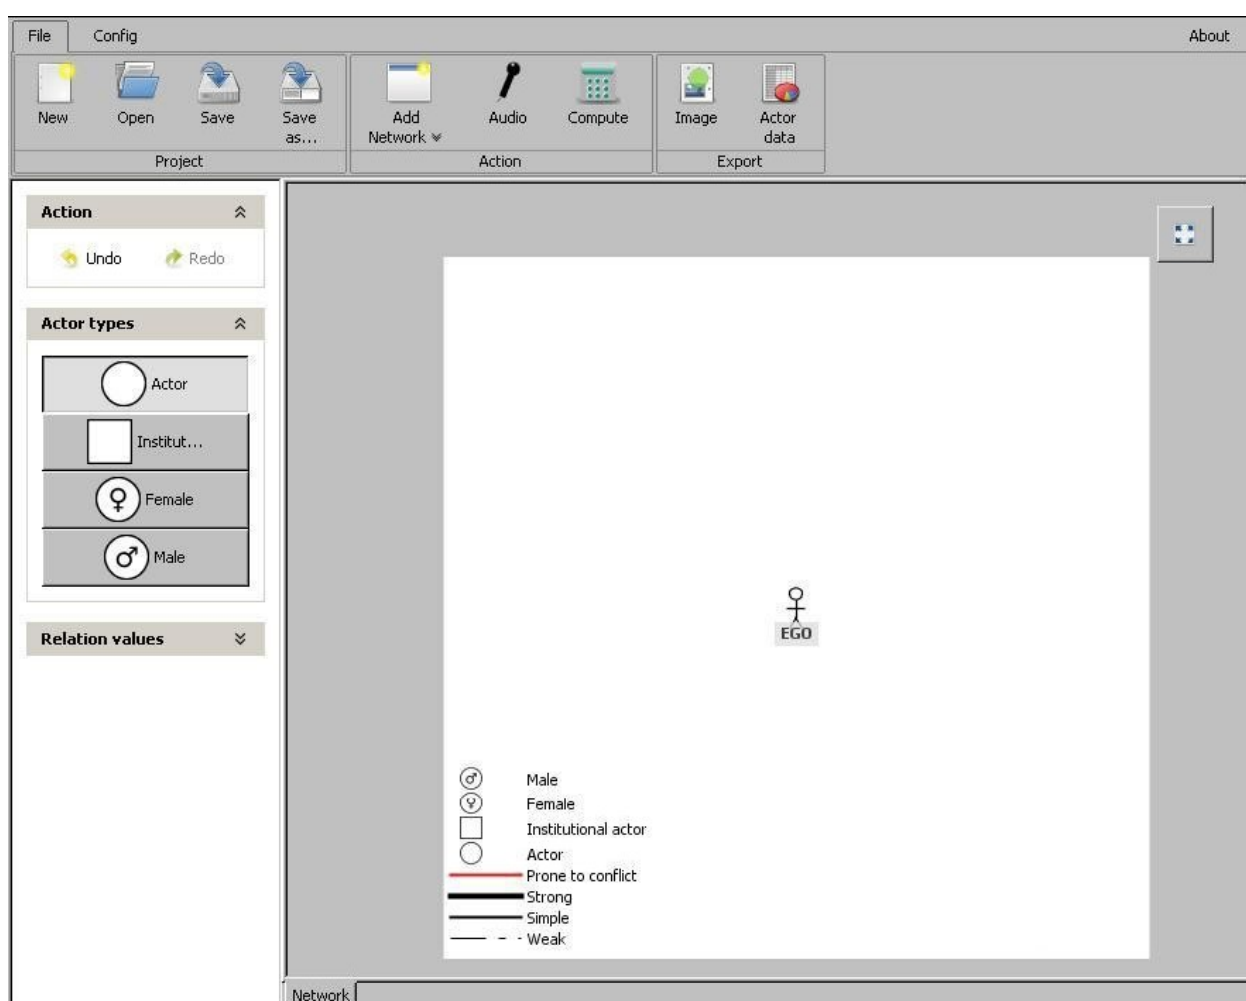 File Config About
New Open Save Save as... Add Network Audio Compute Image Actor data
Project Action Export
Action
Undo Redo
Actor types
Actor
Institut...
Female
Male
Relation values
EGO
Male
Female
Institutional actor
Actor
Prone to conflict
Strong
Simple
Weak
Network